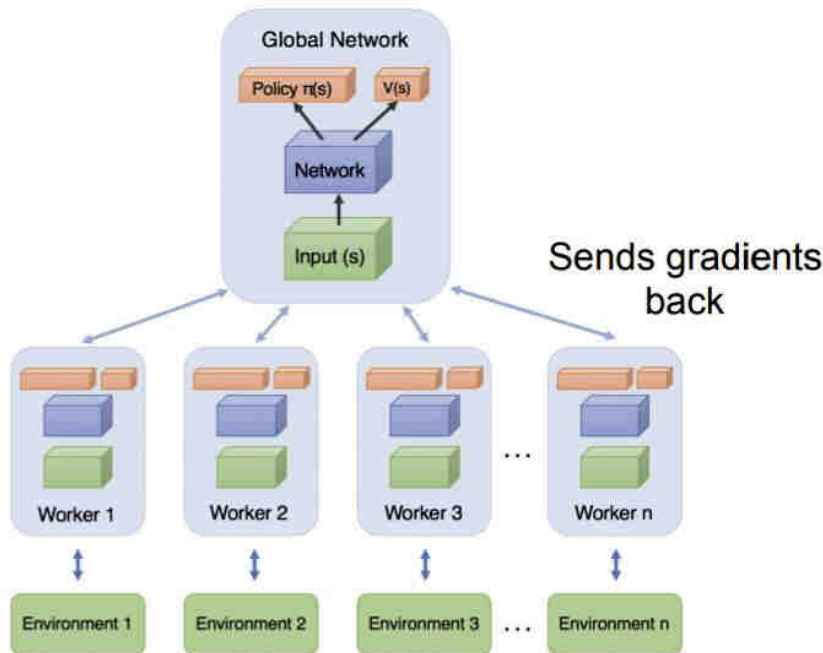 Global Network
Policy π(s)
V(s)
Network
Input (s)
Sends gradients
back
Worker 1
Worker 2
Worker 3
...
Worker n
Environment 1
Environment 2
Environment 3
...
Environment n